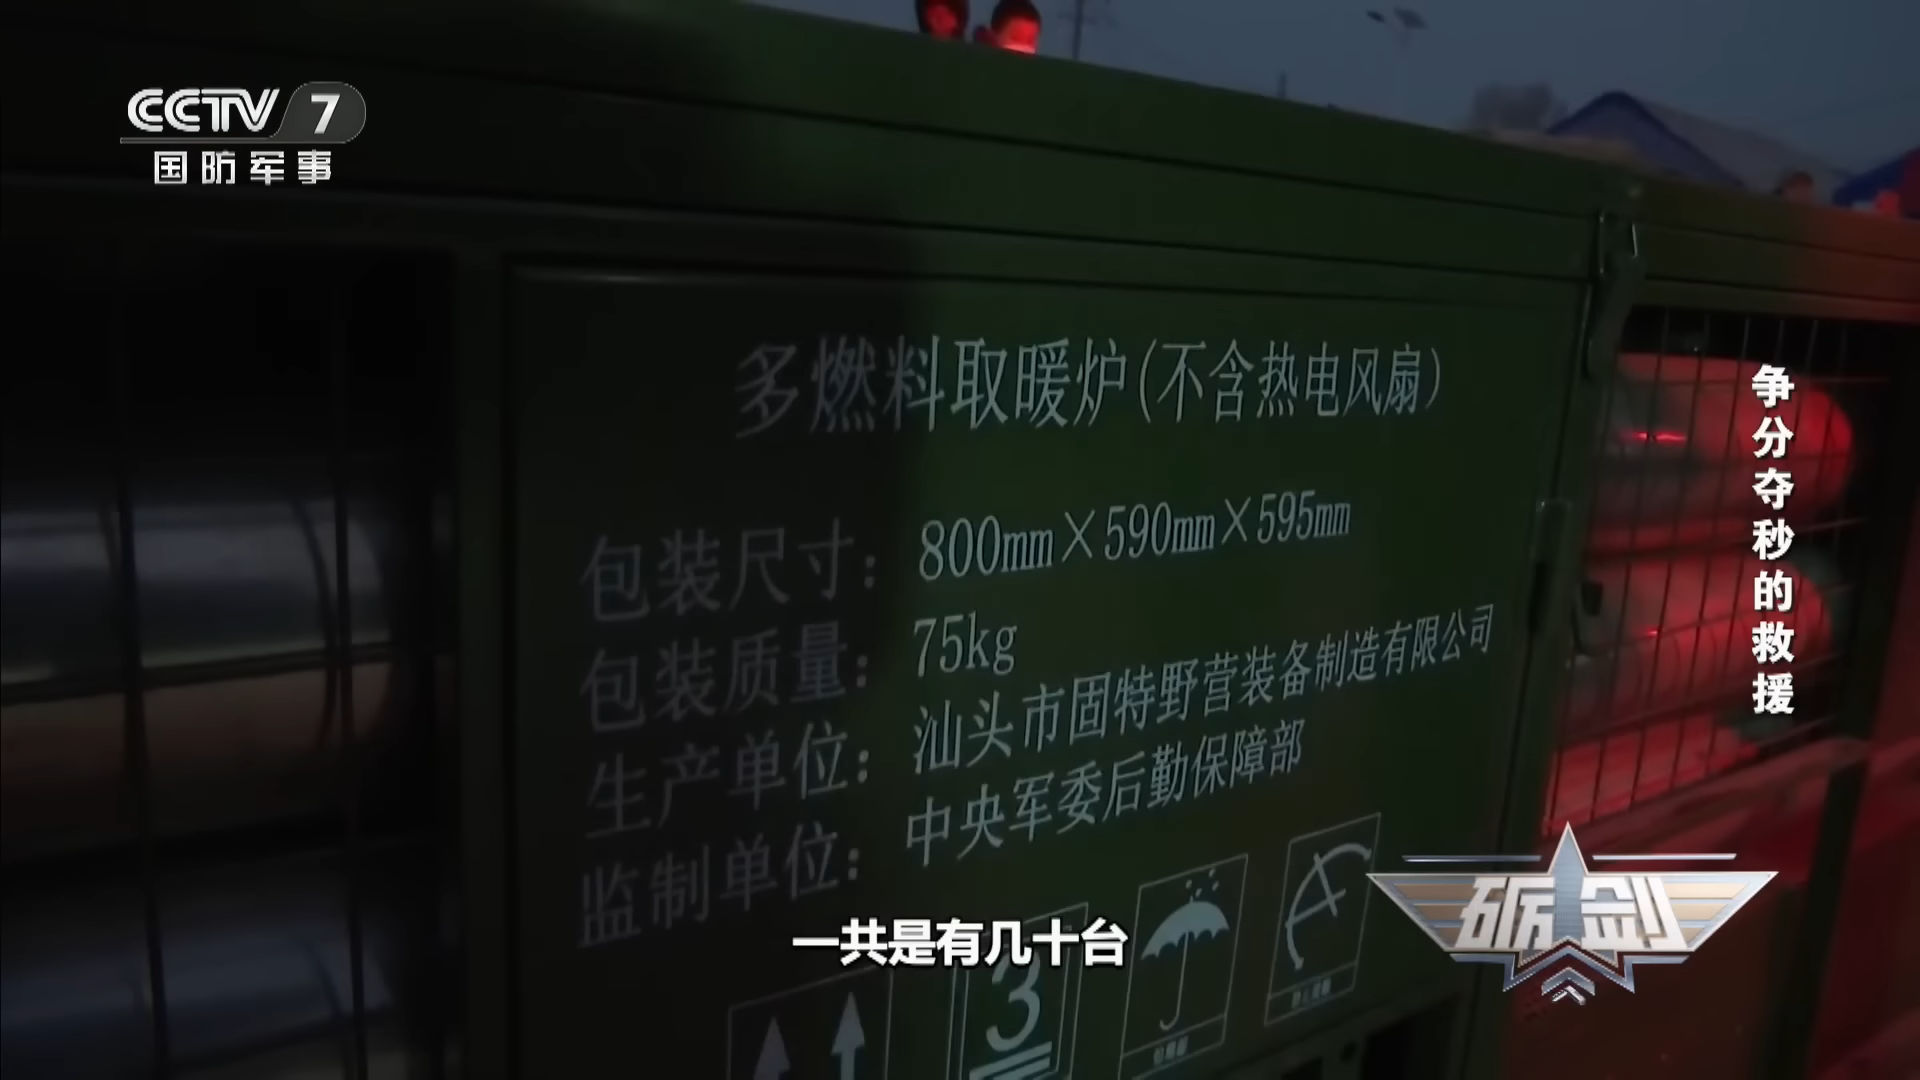 CCTV 7
国防军事
多燃料取暖炉(不含热电风扇)
包装尺寸: 800mm×590mm×595mm
包装质量: 75kg
生产单位: 汕头市固特野营装备制造有限公司
监制单位: 中央军委后勤保障部
3
争分夺秒的救援
一共是有几十台
砺剑